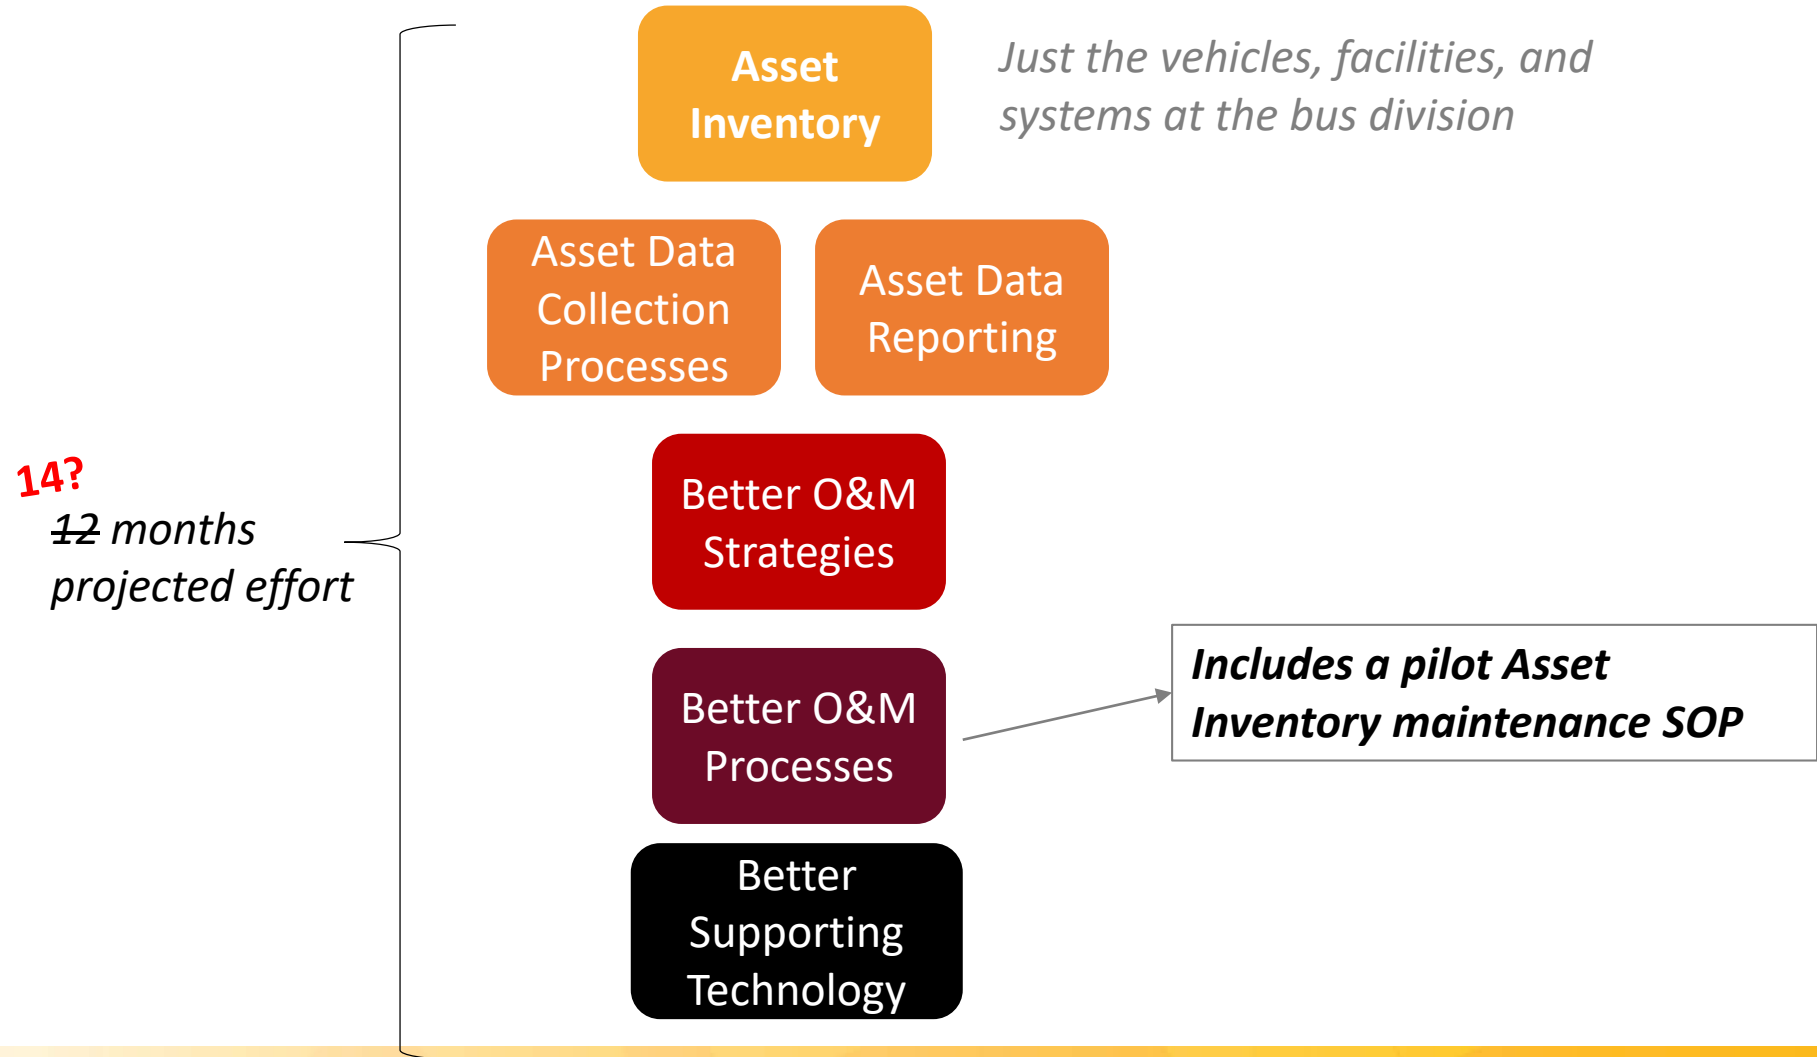 Asset
Inventory
Just the vehicles, facilities, and
systems at the bus division
Asset Data
Collection
Processes
Asset Data
Reporting
14?
12 months
projected effort
Better O&M
Strategies
Better O&M
Processes
Includes a pilot Asset
Inventory maintenance SOP
Better
Supporting
Technology